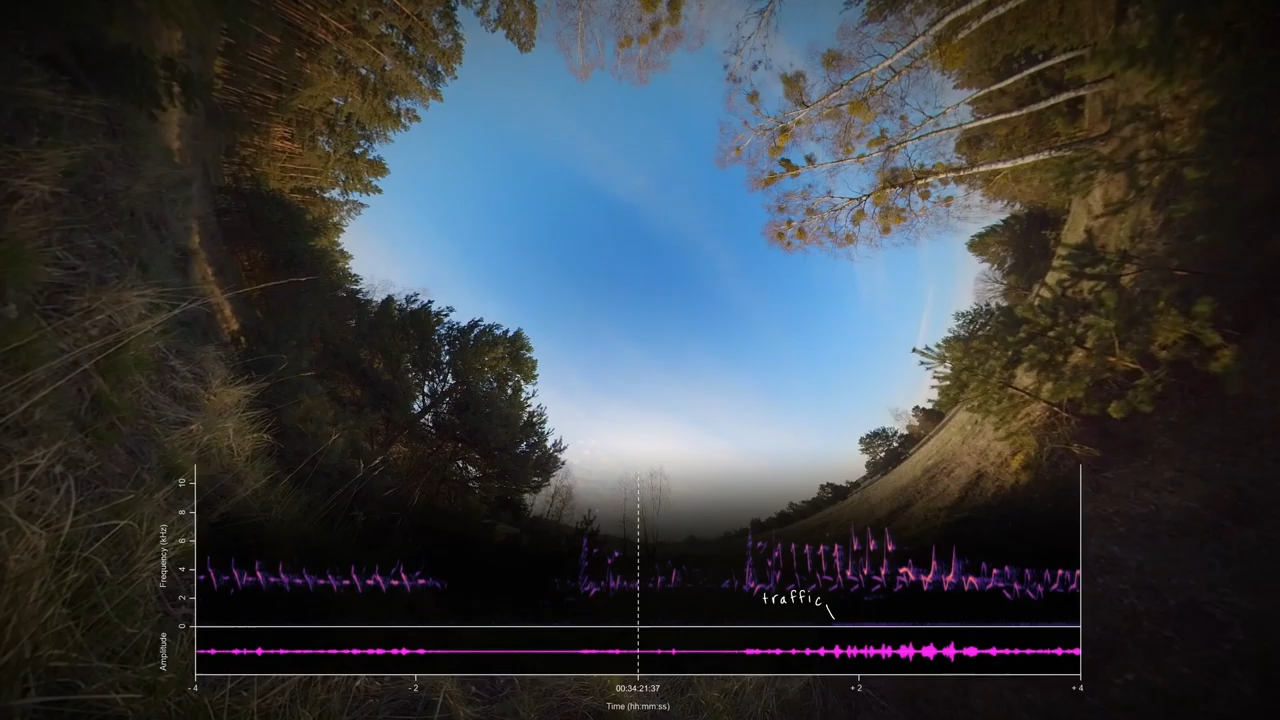 Frequency (kHz)
10
8
6
4
2
0
traffic
Amplitude
- 4
- 2
00:34:21:37
+ 2
+ 4
Time (hh:mm:ss)